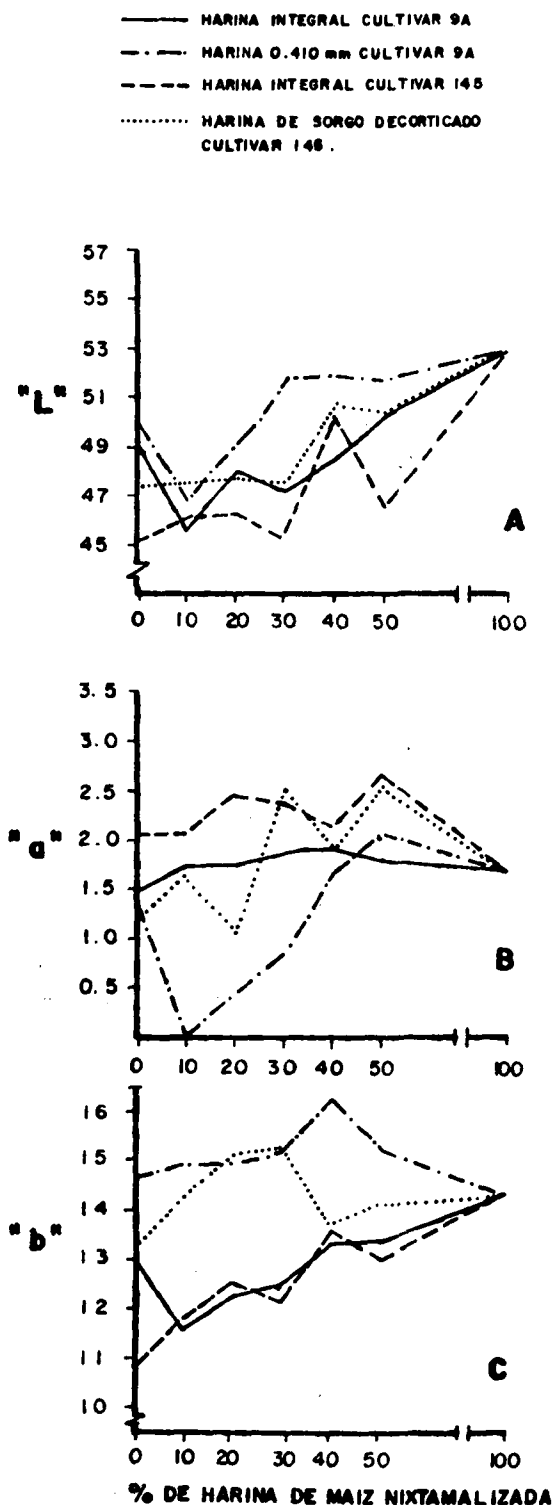 HARINA INTEGRAL CULTIVAR 9A
HARINA 0.410 mm CULTIVAR 9A
HARINA INTEGRAL CULTIVAR 145
HARINA DE SORGO DECORTICADO
CULTIVAR 146.
57
55
53
"L"
51
49
47
45
A
0 10 20 30 40 50 100
3.5
3.0
2.5
"a"
2.0
1.5
1.0
0.5
B
0 10 20 30 40 50 100
16
15
14
"b"
13
12
11
10
C
0 10 20 30 40 50 100
% DE HARINA DE MAIZ NIXTAMALIZADA